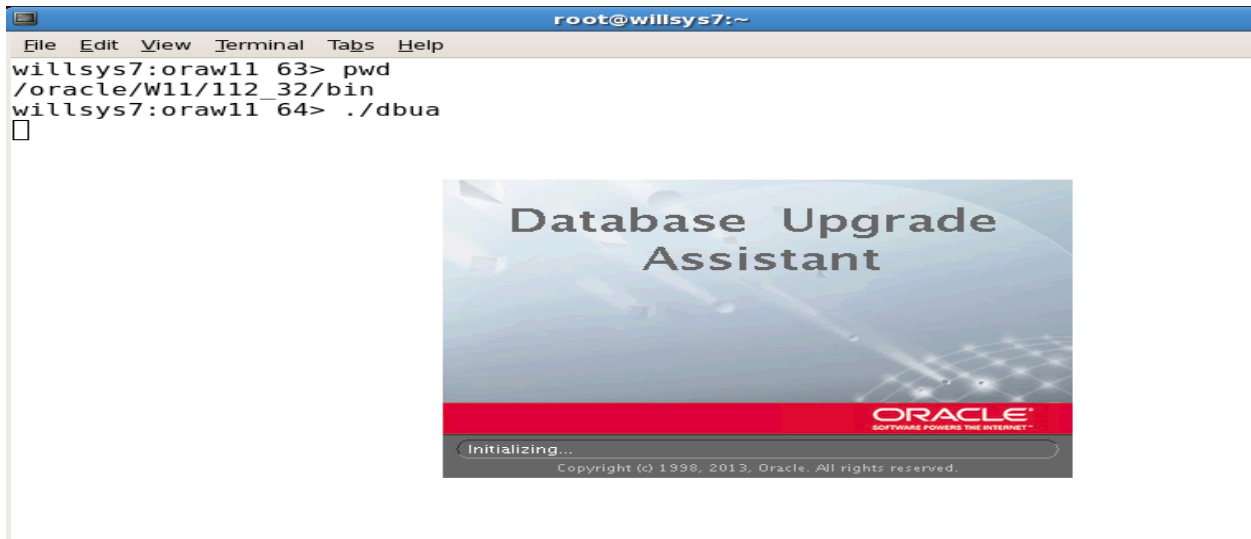 root@willsys7:~
File Edit View Terminal Tabs Help
willsys7:oraw11 63> pwd
/oracle/W11/112_32/bin
willsys7:oraw11 64> ./dbua
Database Upgrade
Assistant
ORACLE®
SOFTWARE POWERS THE INTERNET™
Initializing...
Copyright (c) 1998, 2013, Oracle. All rights reserved.